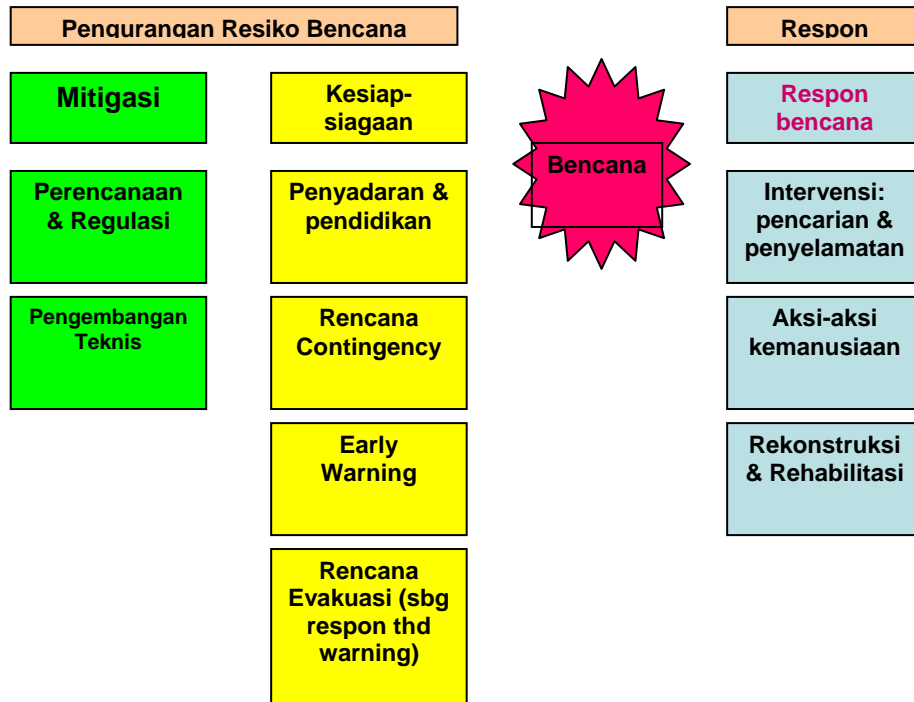 Pengurangan Resiko Bencana
Respon
Mitigasi
Kesiap-
siagaan
Bencana
Respon
bencana
Perencanaan
& Regulasi
Penyadaran &
pendidikan
Intervensi:
pencarian &
penyelamatan
Pengembangan
Teknis
Rencana
Contingency
Aksi-aksi
kemanusiaan
Early
Warning
Rekonstruksi
& Rehabilitasi
Rencana
Evakuasi (sbg
respon thd
warning)